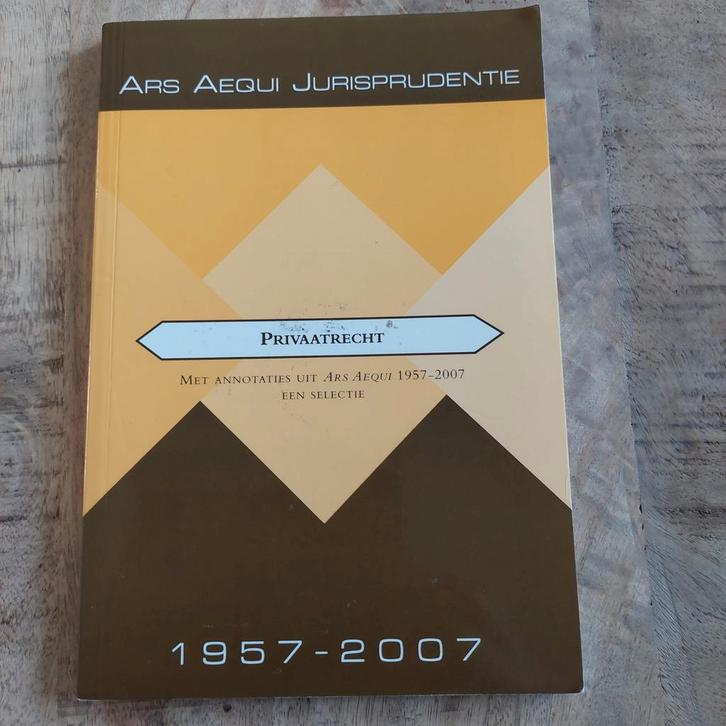 ARS AEQUI JURISPRUDENTIE
PRIVAATRECHT
MET ANNOTATIES UIT ARS AEQUI 1957-2007
EEN SELECTIE
1957-2007